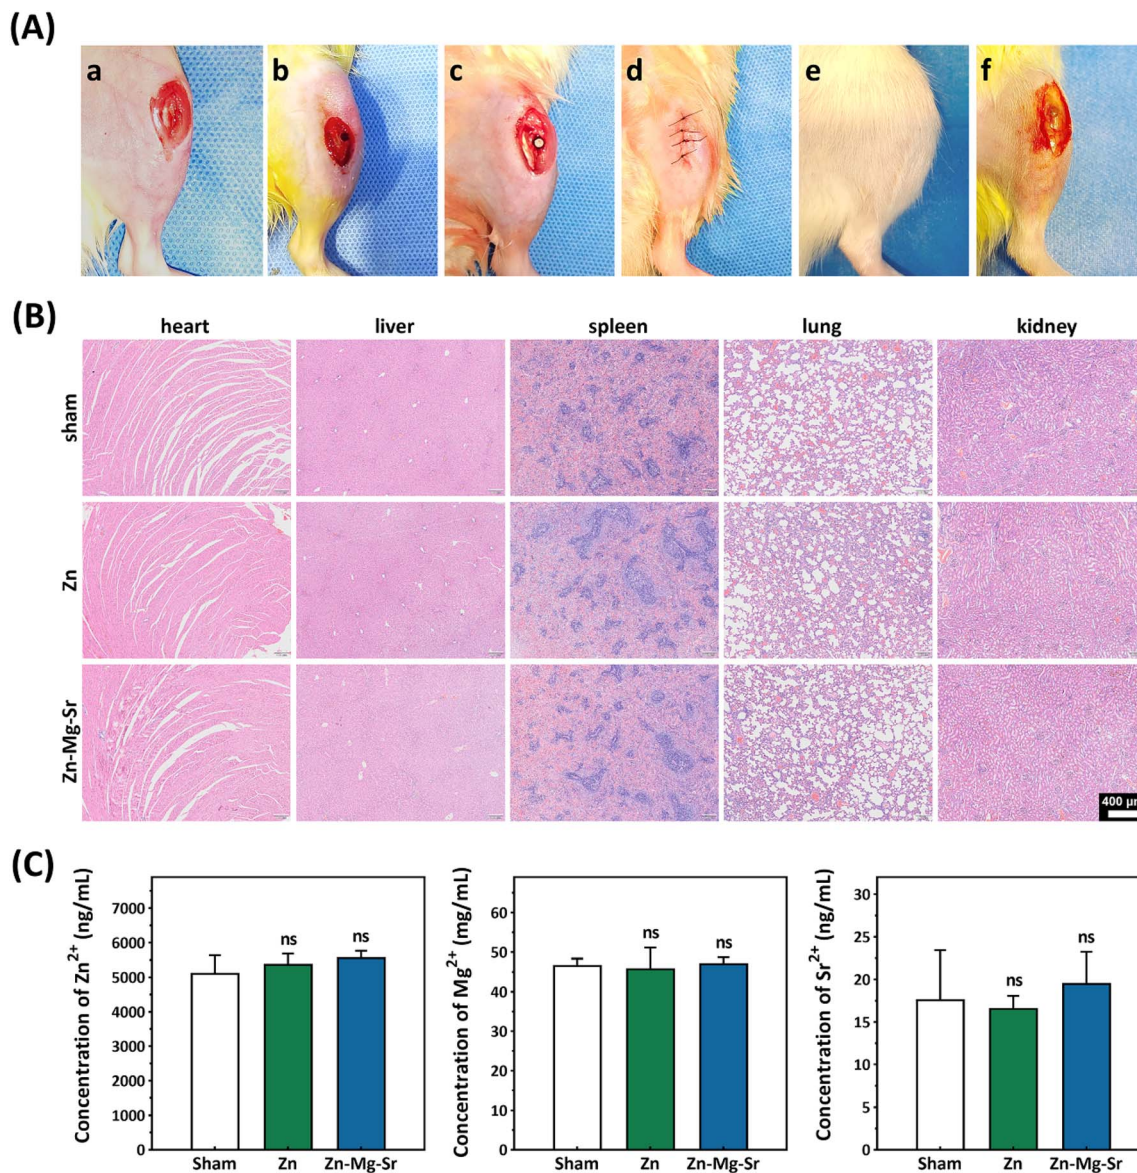 (A)
a b c d e f
(B)
heart liver spleen lung kidney
sham
Zn
Zn-Mg-Sr
400 µm
(C)
Concentration of Zn²⁺ (ng/mL)
7000
6000
5000
4000
3000
2000
1000
0
ns ns
Sham Zn Zn-Mg-Sr
Concentration of Mg²⁺ (mg/mL)
60
50
40
30
20
10
0
ns ns
Sham Zn Zn-Mg-Sr
Concentration of Sr²⁺ (ng/mL)
30
25
20
15
10
5
0
ns ns
Sham Zn Zn-Mg-Sr